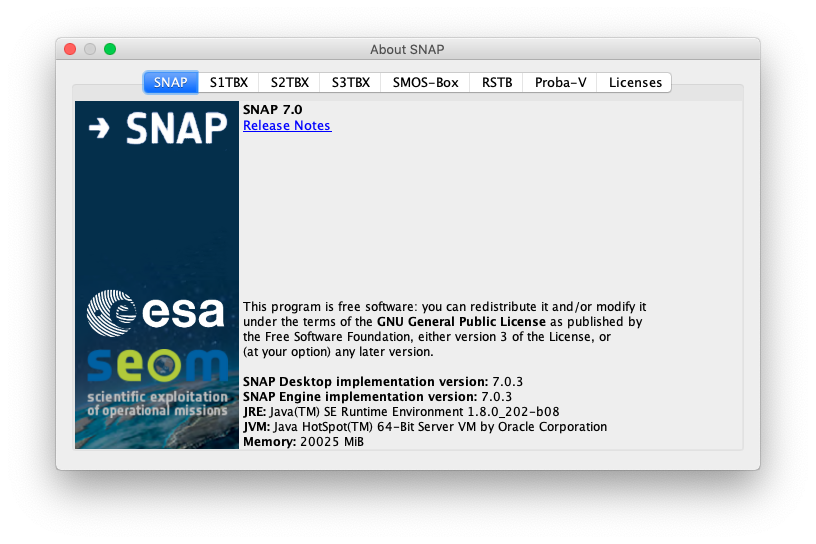 About SNAP
SNAP S1TBX S2TBX S3TBX SMOS-Box RSTB Proba-V Licenses
SNAP
SNAP 7.0
Release Notes
esa
seom
scientific exploitation
of operational missions
This program is free software: you can redistribute it and/or modify it
under the terms of the GNU General Public License as published by
the Free Software Foundation, either version 3 of the License, or
(at your option) any later version.
SNAP Desktop implementation version: 7.0.3
SNAP Engine implementation version: 7.0.3
JRE: Java(TM) SE Runtime Environment 1.8.0_202-b08
JVM: Java HotSpot(TM) 64-Bit Server VM by Oracle Corporation
Memory: 20025 MiB